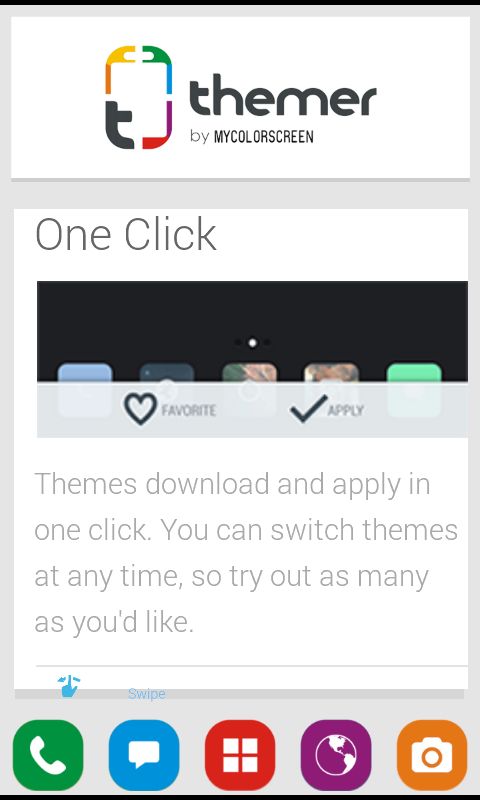 themer
by MYCOLORSCREEN
One Click
FAVORITE
APPLY
Themes download and apply in
one click. You can switch themes
at any time, so try out as many
as you'd like.
Swipe